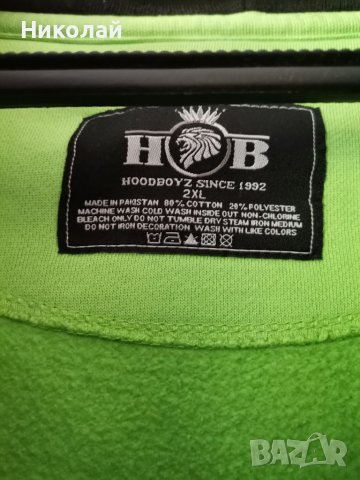 Николай
H B
HOODBOYZ SINCE 1992
2XL
MADE IN PAKISTAN 80% COTTON 20% POLYESTER
MACHINE WASH COLD WASH INSIDE OUT NON-CHLORINE
BLEACH ONLY DO NOT TUMBLE DRY STEAM IRON MEDIUM
DO NOT IRON DECORATION WASH WITH LIKE COLORS
BAZAR